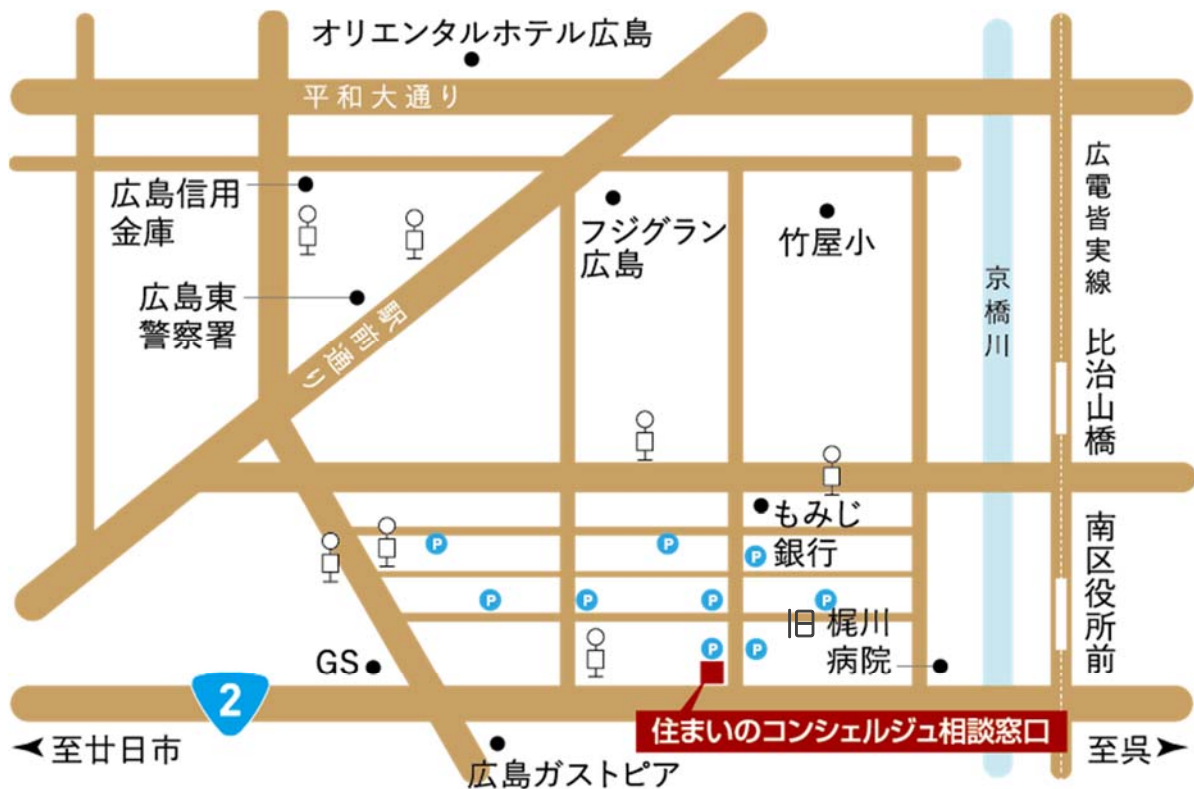 オリエンタルホテル広島
平和大通り
広島信用
金庫
フジグラン
広島
竹屋小
広電皆実線
京橋川
広島東
警察署
駅前通り
比治山橋
もみじ
銀行
P
P
P
P
P
P
P
旧 梶川
病院
P
P
南区役所前
GS
2
住まいのコンシェルジュ相談窓口
至廿日市
広島ガストピア
至呉